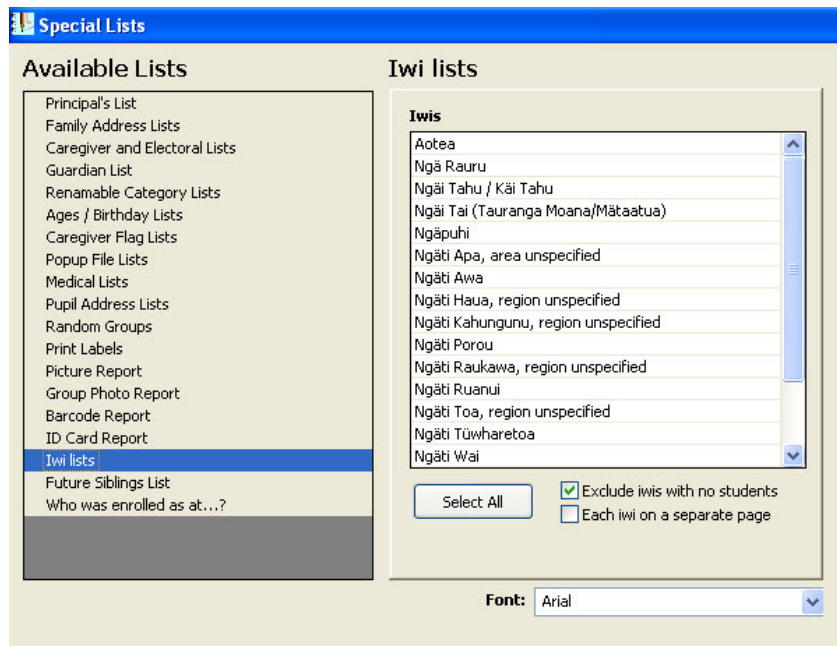 Special Lists
Available Lists
Principal's List
Family Address Lists
Caregiver and Electoral Lists
Guardian List
Renamable Category Lists
Ages / Birthday Lists
Caregiver Flag Lists
Popup File Lists
Medical Lists
Pupil Address Lists
Random Groups
Print Labels
Picture Report
Group Photo Report
Barcode Report
ID Card Report
Iwi lists
Future Siblings List
Who was enrolled as at...?
Iwi lists
Iwis
Aotea
Ngä Rauru
Ngäi Tahu / Käi Tahu
Ngäi Tai (Tauranga Moana/Mätaatua)
Ngäpuhi
Ngäti Apa, area unspecified
Ngäti Awa
Ngäti Haua, region unspecified
Ngäti Kahungunu, region unspecified
Ngäti Porou
Ngäti Raukawa, region unspecified
Ngäti Ruanui
Ngäti Toa, region unspecified
Ngäti Tüwharetoa
Ngäti Wai
Select All
Exclude iwis with no students
Each iwi on a separate page
Font: Arial